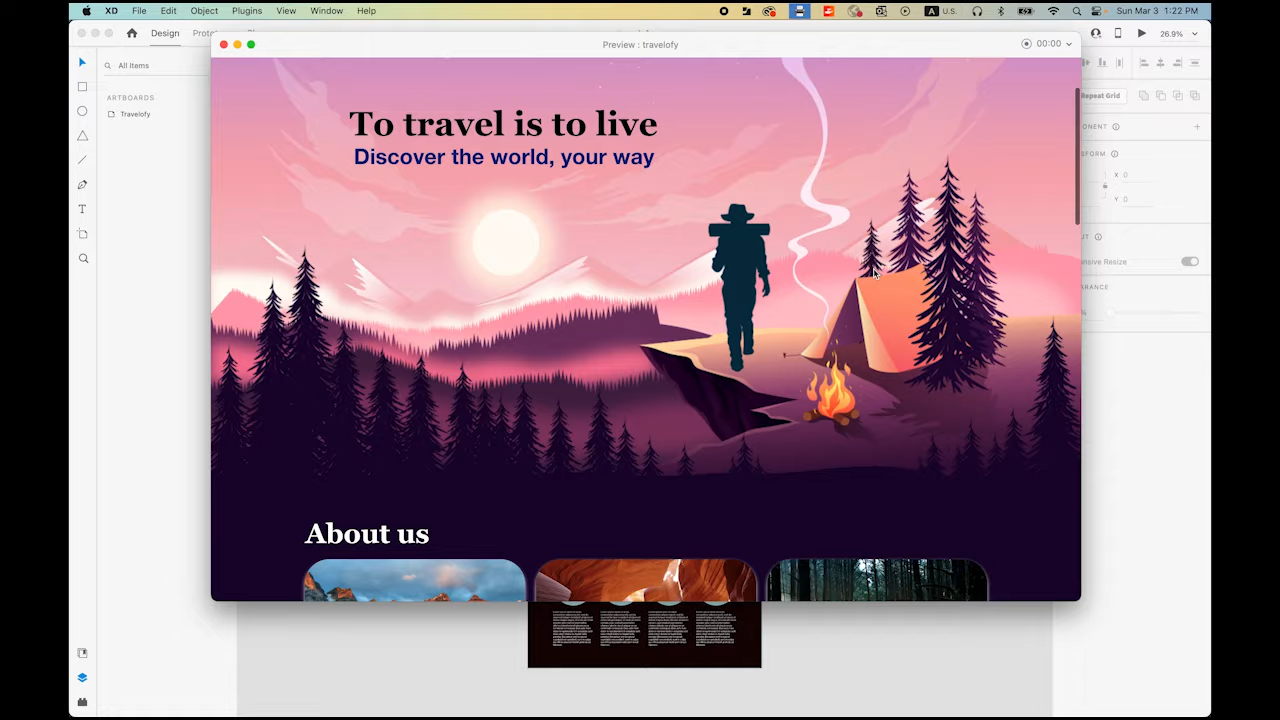 XD File Edit Object Plugins View Window Help
A U.S.
Sun Mar 3 1:22 PM
Design
26.9%
Preview : travelofy
00:00
All Items
ARTBOARDS
Travelofy
Repeat Grid
X 0
Y 0
To travel is to live
Discover the world, your way
About us